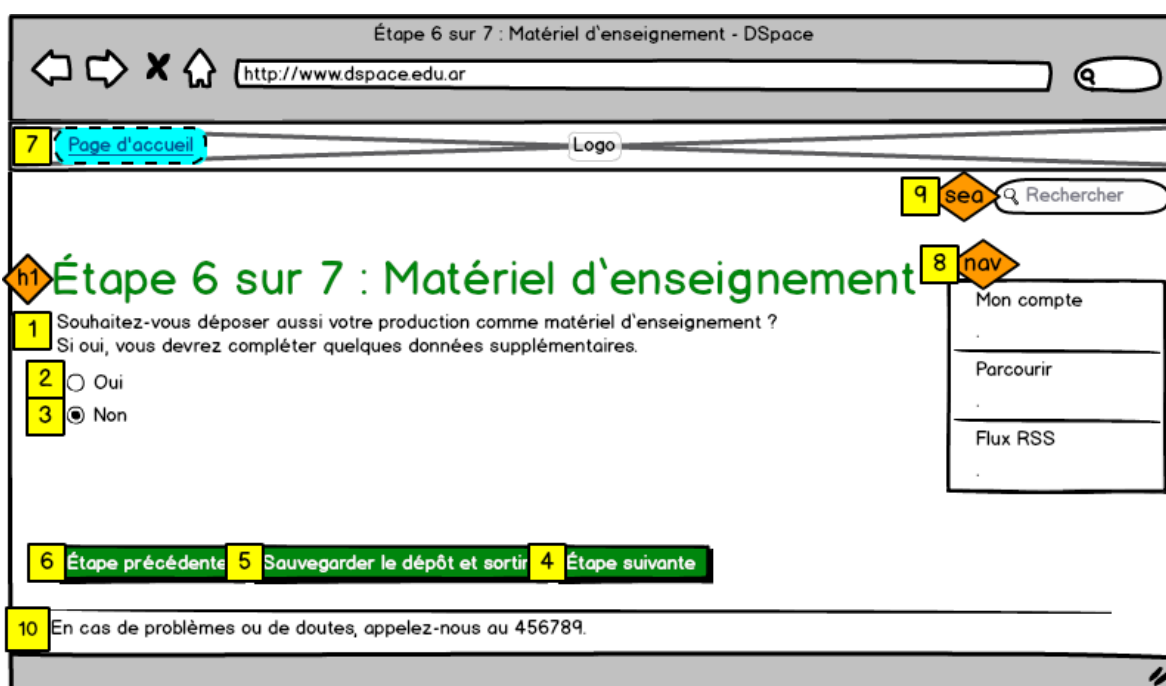 Étape 6 sur 7 : Matériel d'enseignement - DSpace
http://www.dspace.edu.ar
7 Page d'accueil Logo
9 sea Rechercher
h1 Étape 6 sur 7 : Matériel d'enseignement
8 nav
Mon compte
.
Parcourir
.
Flux RSS
.
1 Souhaitez-vous déposer aussi votre production comme matériel d'enseignement ?
Si oui, vous devrez compléter quelques données supplémentaires.
2 Oui
3 Non
6 Étape précédente 5 Sauvegarder le dépôt et sortir 4 Étape suivante
10 En cas de problèmes ou de doutes, appelez-nous au 456789.